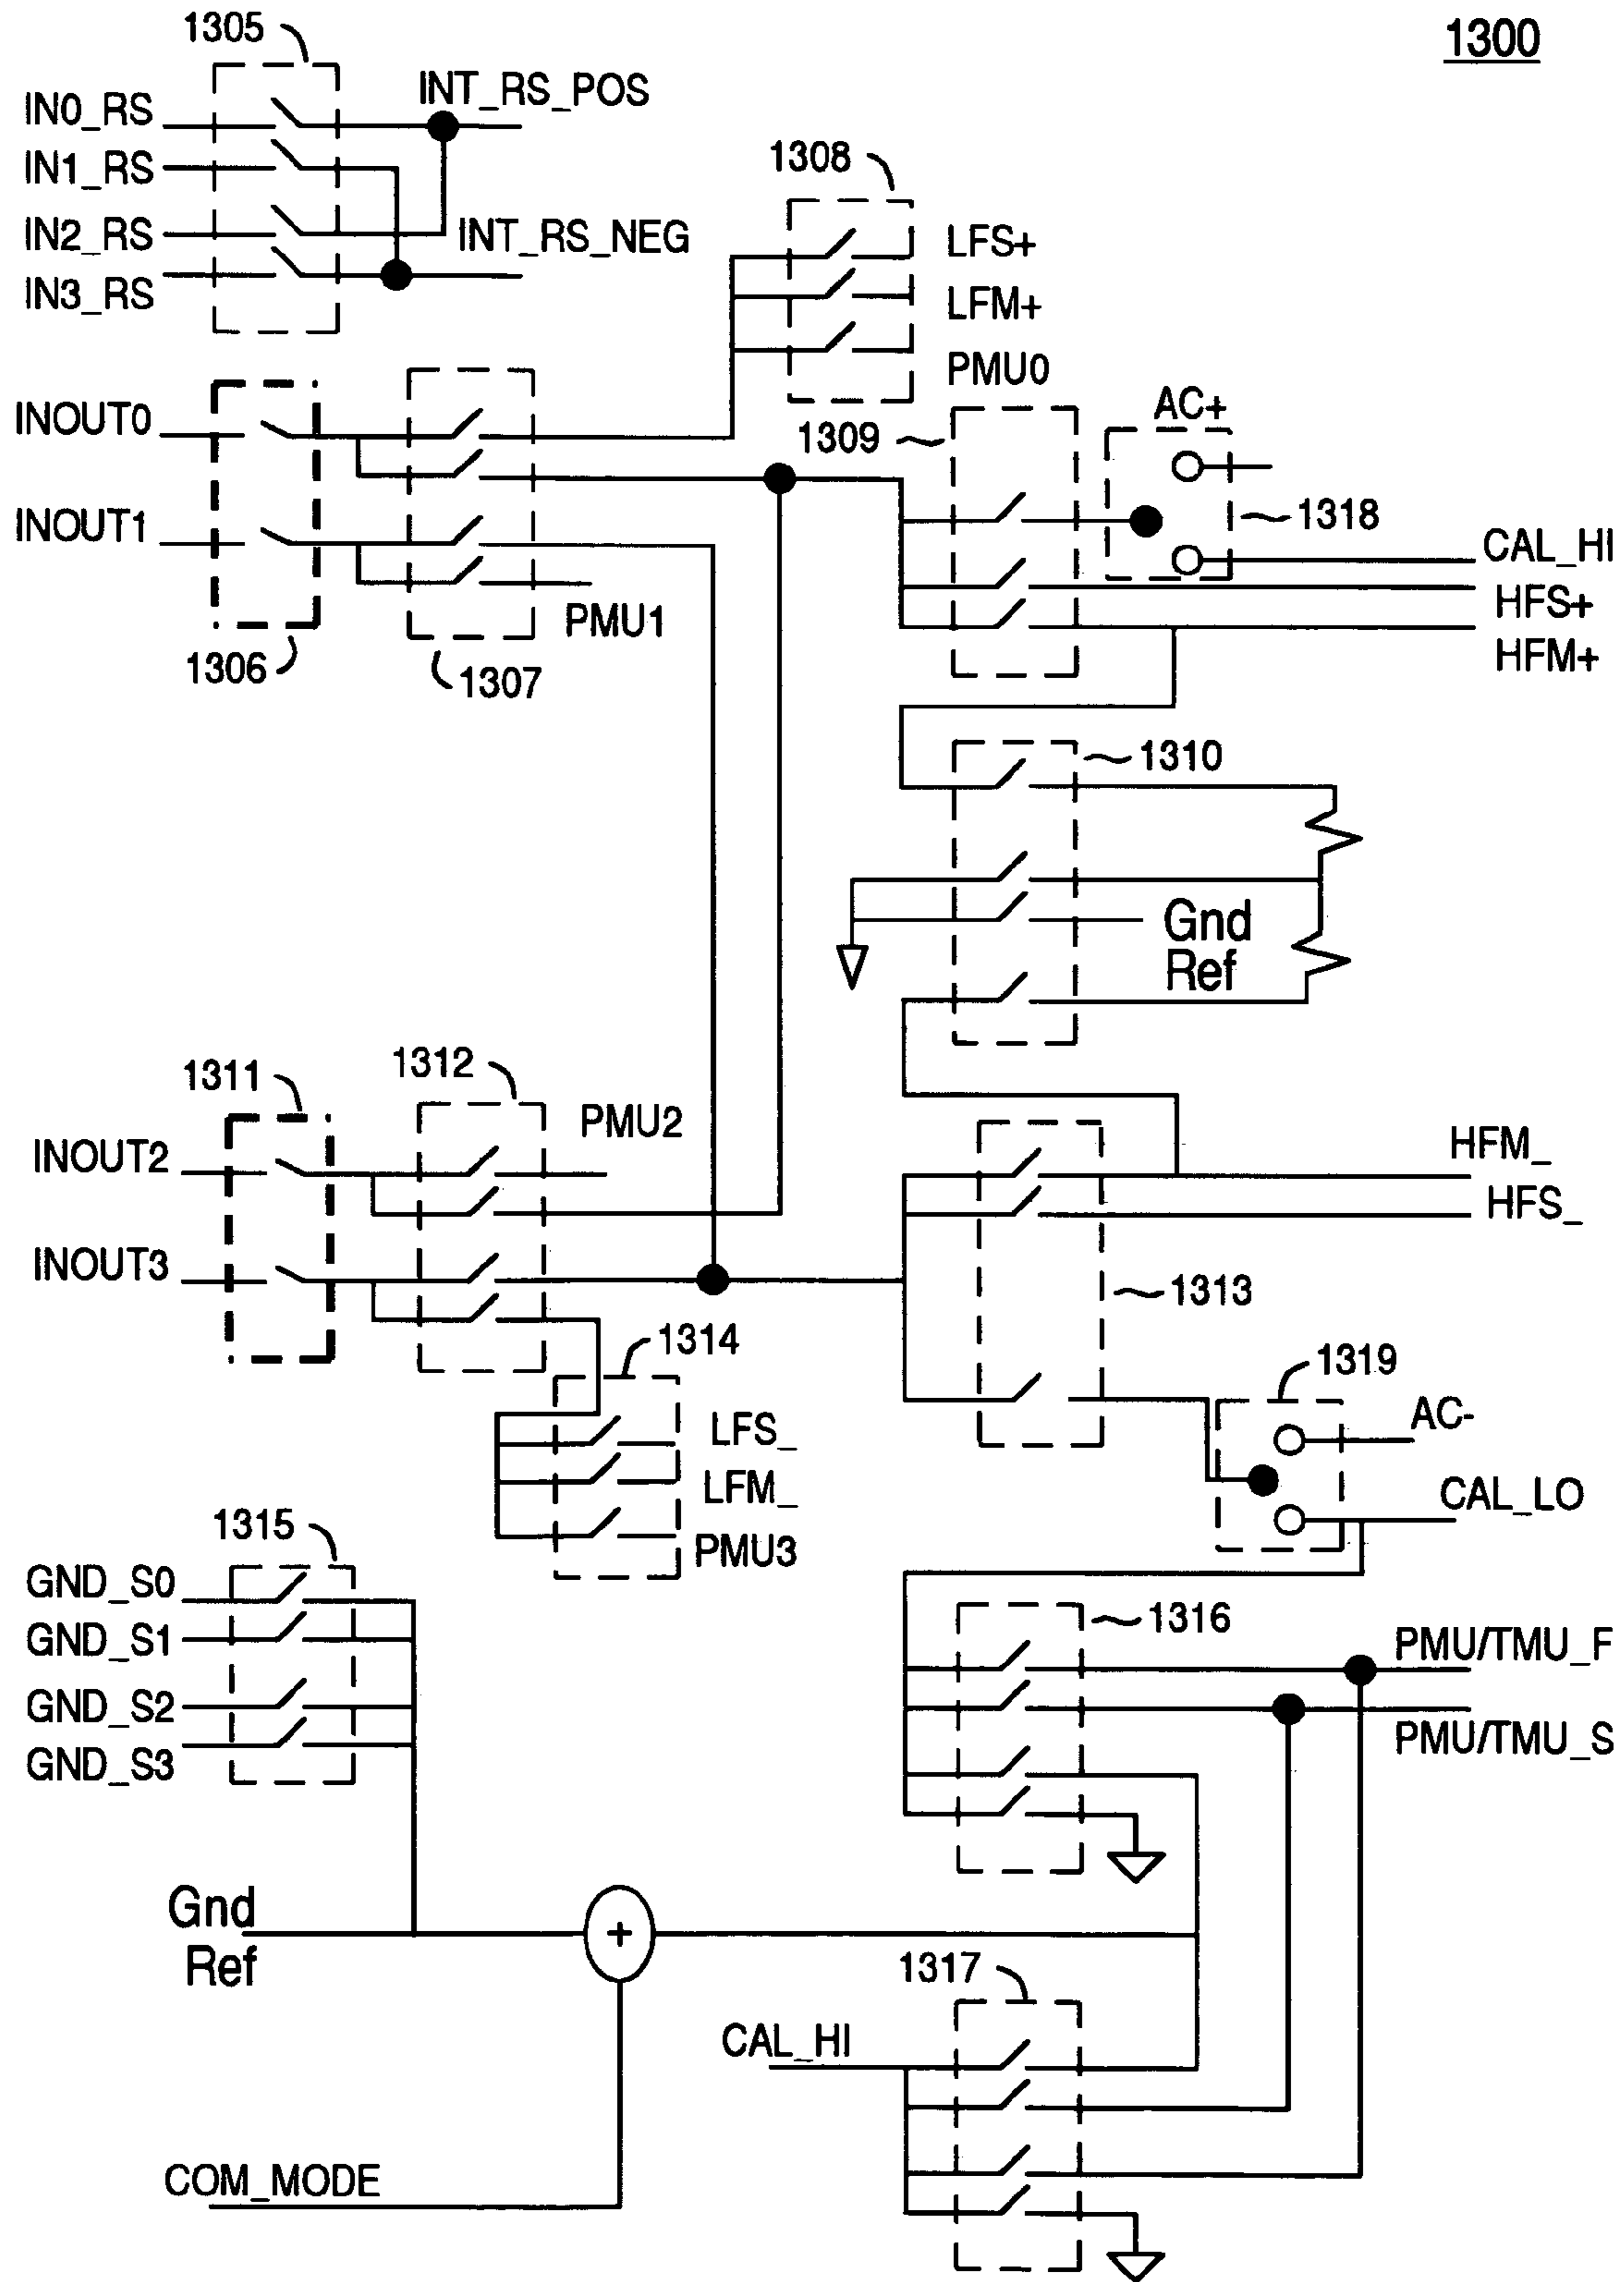 1300
1305
IN0_RS
IN1_RS
IN2_RS
IN3_RS
INT_RS_POS
INT_RS_NEG
1308
LFS+
LFM+
PMU0
INOUT0
INOUT1
1306
1307
PMU1
1309
AC+
1318
CAL_HI
HFS+
HFM+
1310
Gnd
Ref
1311
1312
PMU2
INOUT2
INOUT3
HFM_
HFS_
1313
1314
LFS_
LFM_
PMU3
1319
AC-
CAL_LO
1315
GND_S0
GND_S1
GND_S2
GND_S3
1316
PMU/TMU_F
PMU/TMU_S
Gnd
Ref
+
1317
CAL_HI
COM_MODE